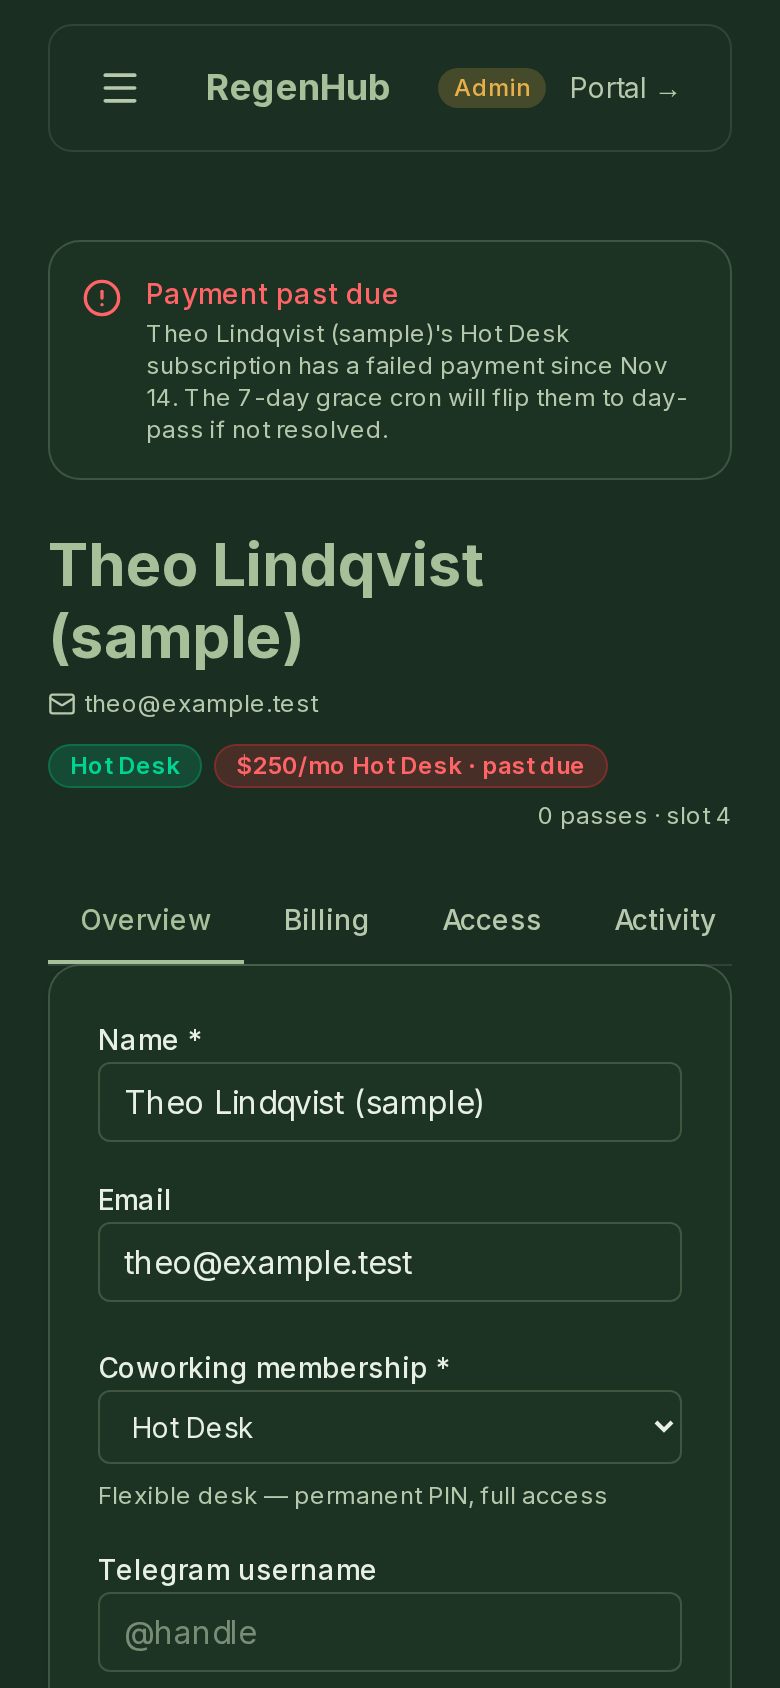 RegenHub
Admin
Portal →
Payment past due
Theo Lindqvist (sample)'s Hot Desk
subscription has a failed payment since Nov
14. The 7-day grace cron will flip them to day-
pass if not resolved.
Theo Lindqvist
(sample)
theo@example.test
Hot Desk
$250/mo Hot Desk · past due
0 passes · slot 4
Overview
Billing
Access
Activity
Name *
Theo Lindqvist (sample)
Email
theo@example.test
Coworking membership *
Hot Desk
Flexible desk — permanent PIN, full access
Telegram username
@handle